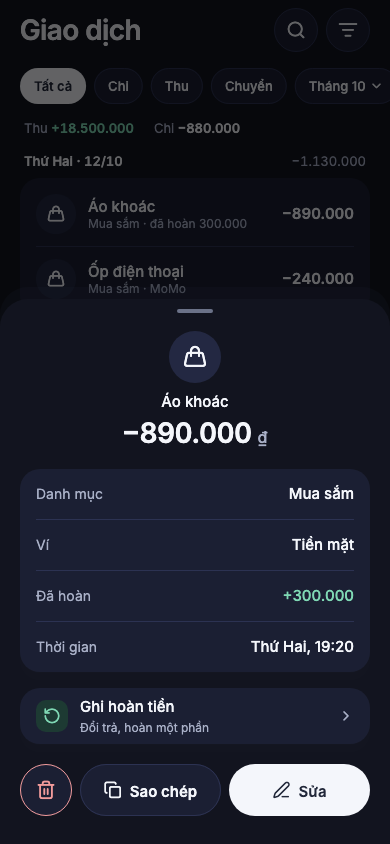 Giao dịch
Tất cả
Chi
Thu
Chuyển
Tháng 10
Thu +18.500.000 Chi −880.000
Thứ Hai · 12/10 −1.130.000
Áo khoác
Mua sắm · đã hoàn 300.000
−890.000
Ốp điện thoại
Mua sắm · MoMo
−240.000
Áo khoác
−890.000 ₫
Danh mục Mua sắm
Ví Tiền mặt
Đã hoàn +300.000
Thời gian Thứ Hai, 19:20
Ghi hoàn tiền
Đổi trả, hoàn một phần
Sao chép
Sửa